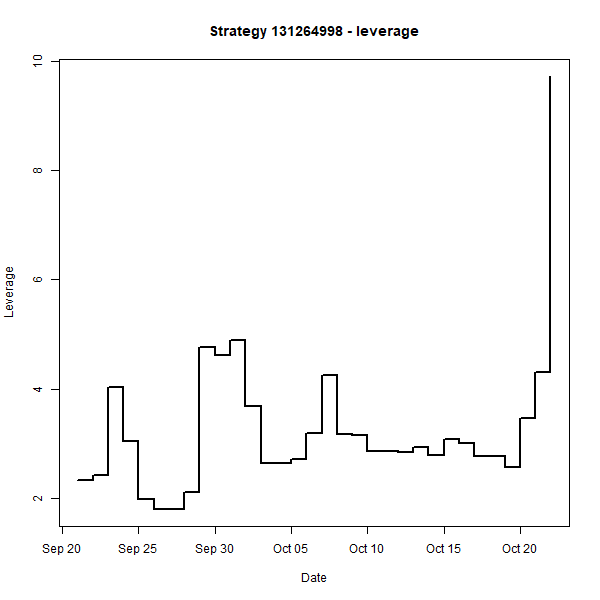 Strategy 131264998 - leverage
10
8
6
4
2
Leverage
Sep 20 Sep 25 Sep 30 Oct 05 Oct 10 Oct 15 Oct 20
Date